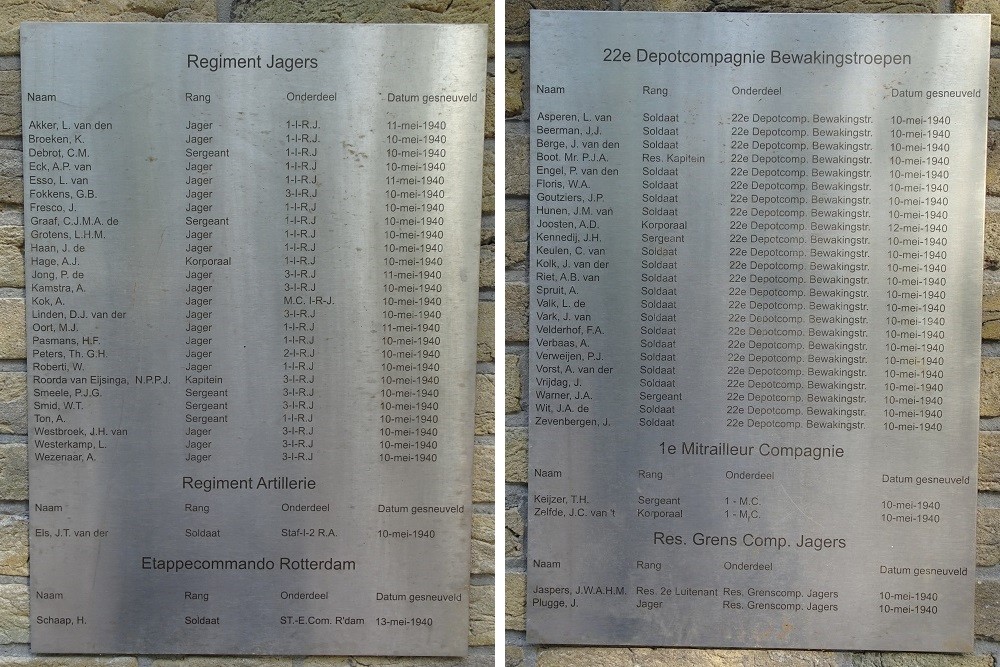 Regiment Jagers
Naam Rang Onderdeel Datum gesneuveld
Akker, L. van den Jager 1-I-R.J. 11-mei-1940
Broeken, K. Jager 1-I-R.J. 10-mei-1940
Debrot, C.M. Sergeant 1-I-R.J 10-mei-1940
Eck, A.P. van Jager 1-I-R.J 10-mei-1940
Esso, L. van Jager 1-I-R.J 11-mei-1940
Fokkens, G.B. Jager 3-I-R.J 10-mei-1940
Fresco, J. Jager 1-I-R.J 10-mei-1940
Graaf, C.J.M.A. de Sergeant 1-I-R.J 10-mei-1940
Grotens, L.H.M. Jager 1-I-R.J 10-mei-1940
Haan, J. de Jager 1-I-R.J 10-mei-1940
Hage, A.J. Korporaal 1-I-R.J 10-mei-1940
Jong, P. de Jager 3-I-R.J 11-mei-1940
Kamstra, A. Jager 3-I-R.J 10-mei-1940
Kok, A. Jager M.C. I-R-J. 10-mei-1940
Linden, D.J. van der Jager 3-I-R.J 10-mei-1940
Oort, M.J. Jager 1-I-R.J 11-mei-1940
Pasmans, H.F. Jager 1-I-R.J 10-mei-1940
Peters, Th. G.H. Jager 2-I-R.J 10-mei-1940
Roberti, W. Jager 1-I-R.J 10-mei-1940
Roorda van Eijsinga, N.P.P.J. Kapitein 3-I-R.J 10-mei-1940
Smeele, P.J.G. Sergeant 3-I-R.J 10-mei-1940
Smid, W.T. Sergeant 3-I-R.J 10-mei-1940
Ton, A. Sergeant 1-I-R.J 10-mei-1940
Westbroek, J.H. van Jager 3-I-R.J 10-mei-1940
Westerkamp, L. Jager 3-I-R.J 10-mei-1940
Wezenaar, A. Jager 3-I-R.J 10-mei-1940
Regiment Artillerie
Naam Rang Onderdeel Datum gesneuveld
Els, J.T. van der Soldaat Staf-I-2 R.A. 10-mei-1940
Etappecommando Rotterdam
Naam Rang Onderdeel Datum gesneuveld
Schaap, H. Soldaat ST.-E.Com. R'dam 13-mei-1940
22e Depotcompagnie Bewakingstroepen
Naam Rang Onderdeel Datum gesneuveld
Asperen, L. van Soldaat 22e Depotcomp. Bewakingstr. 10-mei-1940
Beerman, J.J. Soldaat 22e Depotcomp. Bewakingstr. 10-mei-1940
Berge, J. van den Soldaat 22e Depotcomp. Bewakingstr. 10-mei-1940
Boot. Mr. P.J.A. Res. Kapitein 22e Depotcomp. Bewakingstr. 10-mei-1940
Engel, P. van den Soldaat 22e Depotcomp. Bewakingstr. 10-mei-1940
Floris, W.A. Soldaat 22e Depotcomp. Bewakingstr. 10-mei-1940
Goutziers, J.P. Soldaat 22e Depotcomp. Bewakingstr. 10-mei-1940
Hunen, J.M. van Soldaat 22e Depotcomp. Bewakingstr. 10-mei-1940
Joosten, A.D. Korporaal 22e Depotcomp. Bewakingstr. 12-mei-1940
Kennedij, J.H. Sergeant 22e Depotcomp. Bewakingstr. 10-mei-1940
Keulen, C. van Soldaat 22e Depotcomp. Bewakingstr. 10-mei-1940
Kolk, J. van der Soldaat 22e Depotcomp. Bewakingstr. 10-mei-1940
Riet, A.B. van Soldaat 22e Depotcomp. Bewakingstr. 10-mei-1940
Spruit, A. Soldaat 22e Depotcomp. Bewakingstr. 10-mei-1940
Valk, L. de Soldaat 22e Depotcomp. Bewakingstr. 10-mei-1940
Vark, J. van Soldaat 22e Depotcomp. Bewakingstr. 10-mei-1940
Velderhof, F.A. Soldaat 22e Depotcomp. Bewakingstr. 10-mei-1940
Verbaas, A. Soldaat 22e Depotcomp. Bewakingstr. 10-mei-1940
Verweijen, P.J. Soldaat 22e Depotcomp. Bewakingstr. 10-mei-1940
Vorst, A. van der Soldaat 22e Depotcomp. Bewakingstr. 10-mei-1940
Vrijdag, J. Soldaat 22e Depotcomp. Bewakingstr. 10-mei-1940
Warner, J.A. Sergeant 22e Depotcomp. Bewakingstr. 10-mei-1940
Wit, J.A. de Soldaat 22e Depotcomp. Bewakingstr. 10-mei-1940
Zevenbergen, J. Soldaat 22e Depotcomp. Bewakingstr. 10-mei-1940
1e Mitrailleur Compagnie
Naam Rang Onderdeel Datum gesneuveld
Keijzer, T.H. Sergeant 1 - M.C. 10-mei-1940
Zelfde, J.C. van 't Korporaal 1 - M.C. 10-mei-1940
Res. Grens Comp. Jagers
Naam Rang Onderdeel Datum gesneuveld
Jaspers, J.W.A.H.M. Res. 2e Luitenant Res. Grenscomp. Jagers 10-mei-1940
Plugge, J. Jager Res. Grenscomp. Jagers 10-mei-1940